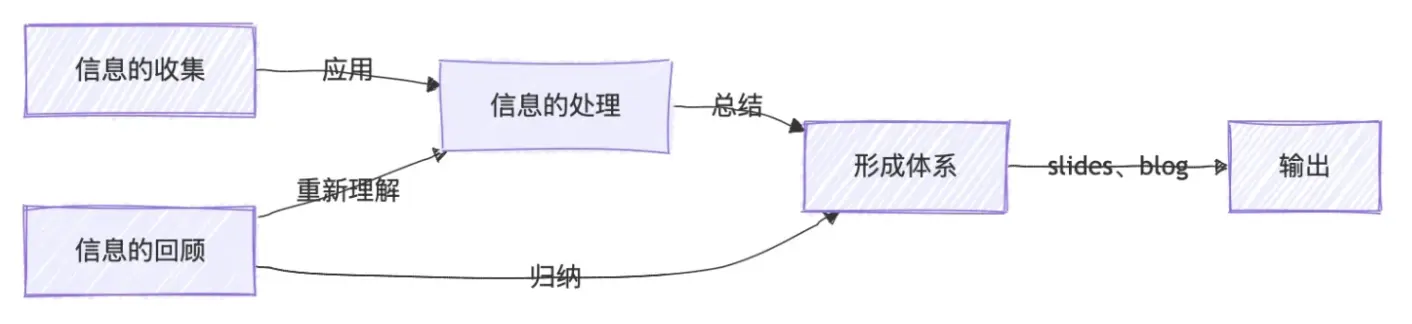 信息的收集
应用
信息的处理
总结
形成体系
slides、blog
输出
重新理解
信息的回顾
归纳